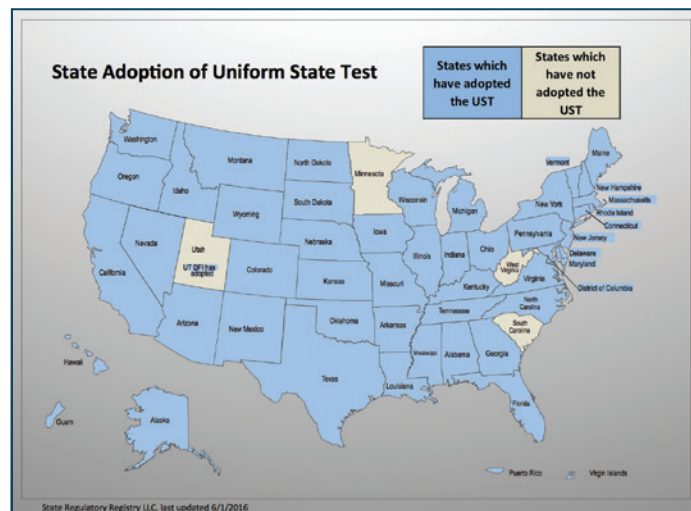 State Adoption of Uniform State Test
States which
have adopted
the UST
States which
have not
adopted the
UST
Washington
Oregon
Idaho
Montana
North Dakota
Minnesota
South Dakota
Wyoming
Wisconsin
Michigan
Vermont
Maine
New Hampshire
Massachusetts
Rhode Island
Connecticut
New York
Pennsylvania
New Jersey
Delaware
Maryland
District of Columbia
Nevada
Utah
UT DFI has
adopted
California
Colorado
Nebraska
Iowa
Illinois
Indiana
Ohio
West
Virginia
Virginia
Kansas
Missouri
Kentucky
North
Carolina
Tennessee
South
Carolina
Arizona
New Mexico
Oklahoma
Arkansas
Mississippi
Alabama
Georgia
Texas
Louisiana
Florida
Hawaii
Guam
Alaska
Puerto Rico
Virgin Islands
State Regulatory Registry LLC, last updated 6/1/2016